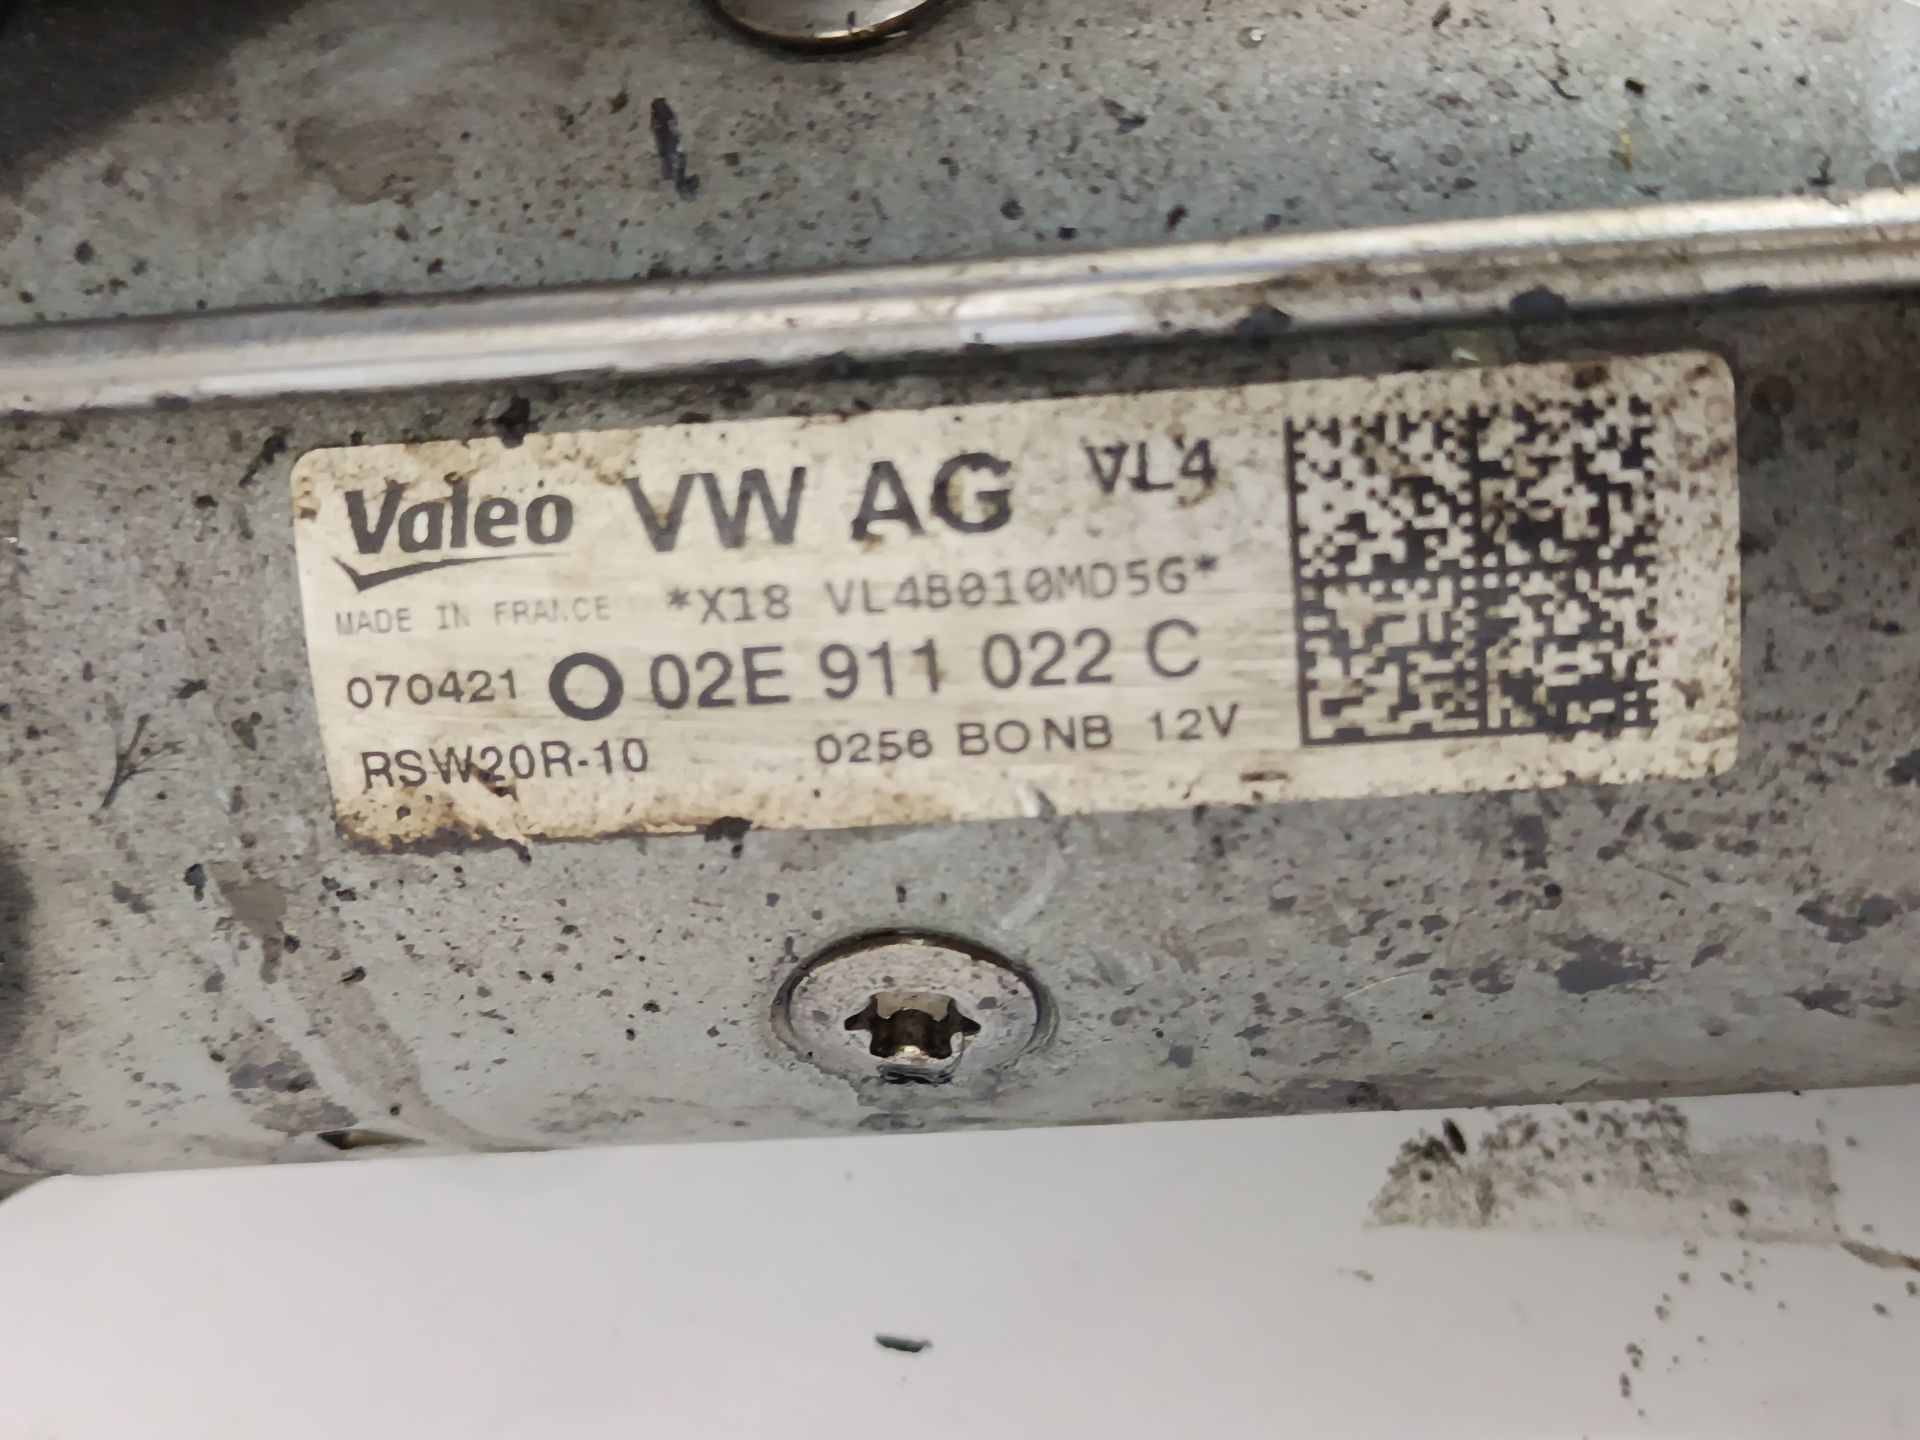 Valeo VW AG VL4
MADE IN FRANCE *X18 VL4B010MD5G*
070421 O 02E 911 022 C
RSW20R-10 0256 BONB 12V